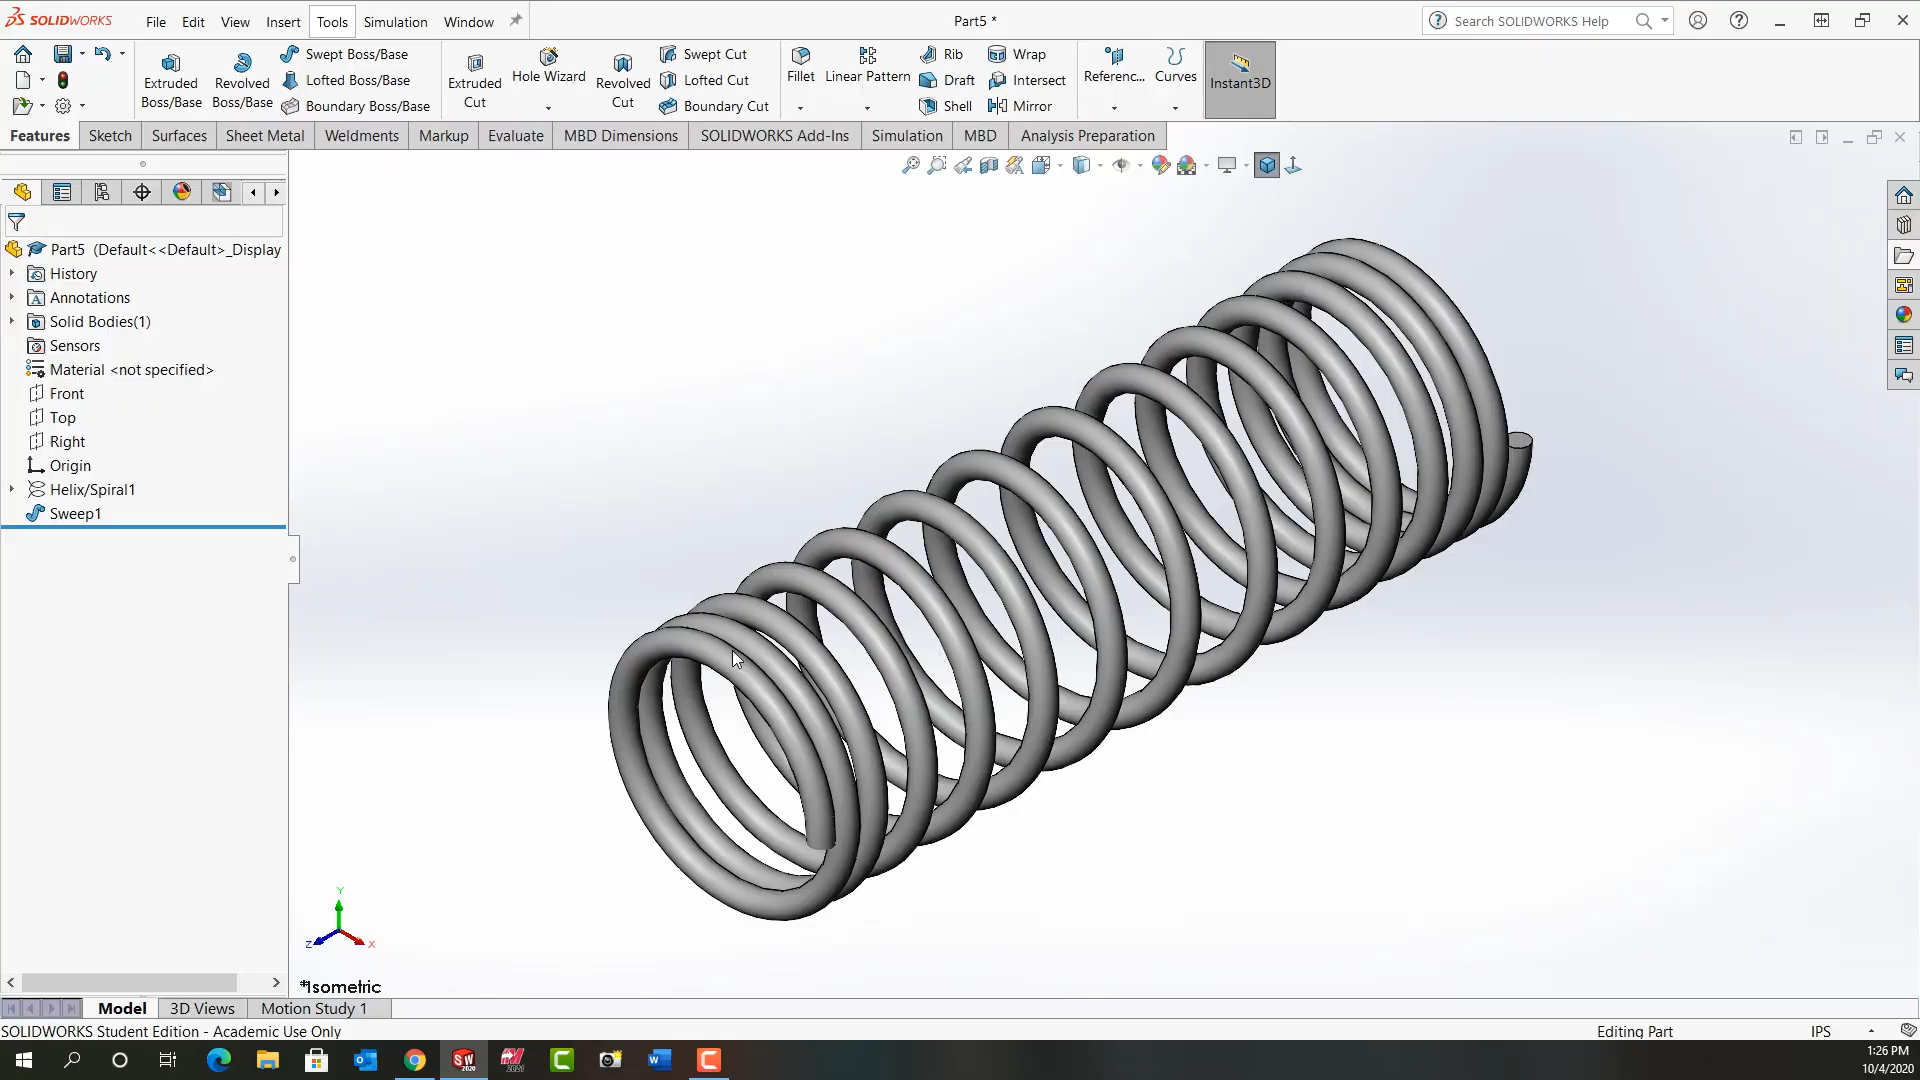 SOLIDWORKS File Edit View Insert Tools Simulation Window Part5 * Search SOLIDWORKS Help
Extruded Boss/Base
Revolved Boss/Base
Swept Boss/Base
Lofted Boss/Base
Boundary Boss/Base
Extruded Cut
Hole Wizard
Revolved Cut
Swept Cut
Lofted Cut
Boundary Cut
Fillet
Linear Pattern
Rib
Draft
Shell
Wrap
Intersect
Mirror
Referenc...
Curves
Instant3D
Features Sketch Surfaces Sheet Metal Weldments Markup Evaluate MBD Dimensions SOLIDWORKS Add-Ins Simulation MBD Analysis Preparation
Part5 (Default<<Default>_Display
History
Annotations
Solid Bodies(1)
Sensors
Material <not specified>
Front
Top
Right
Origin
Helix/Spiral1
Sweep1
Y
Z
X
*Isometric
Model 3D Views Motion Study 1
SOLIDWORKS Student Edition - Academic Use Only Editing Part IPS
1:26 PM
10/4/2020